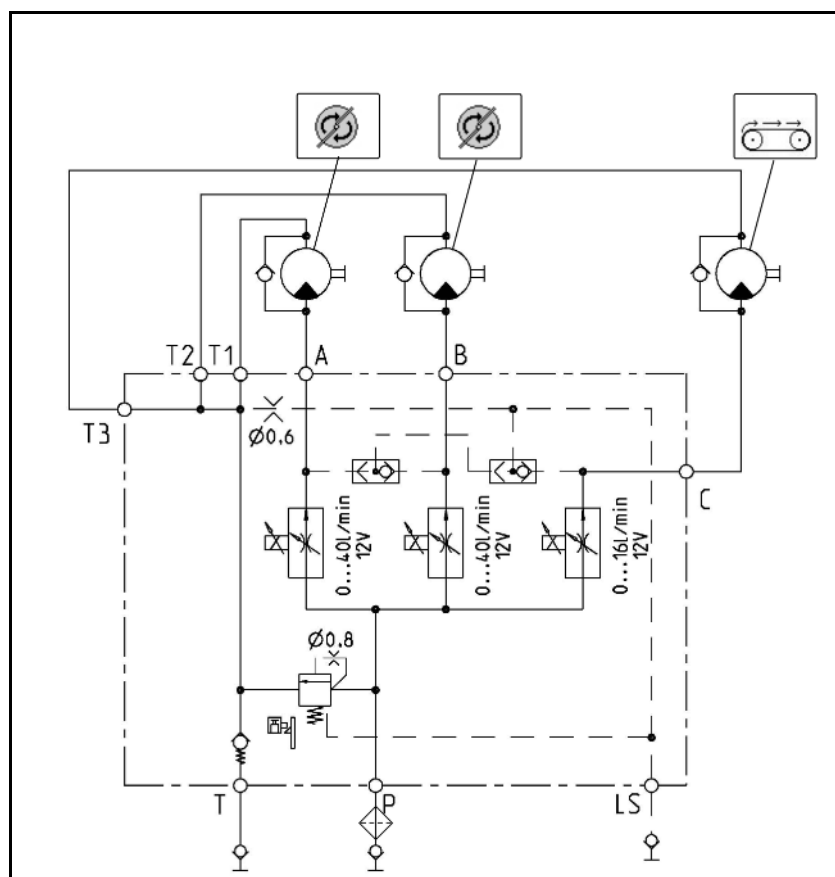 T2
T1
A
B
T3
Ø0.6
C
0...40l/min
12V
0...40l/min
12V
0...16l/min
12V
Ø0.8
T
P
LS